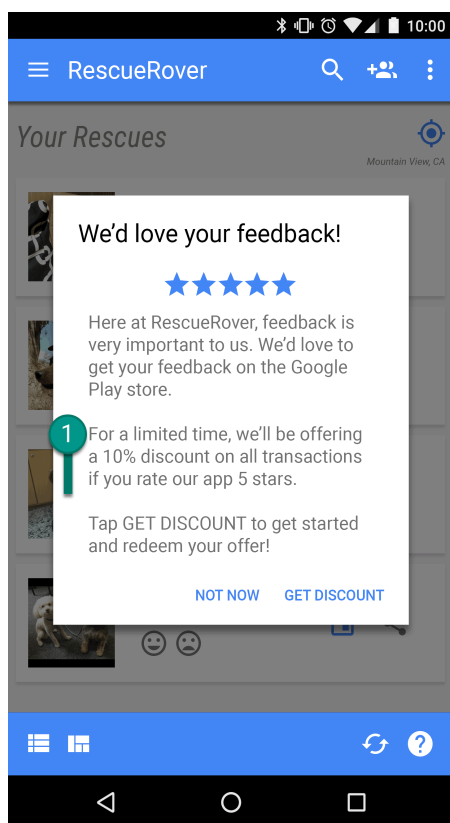 10:00
RescueRover
Your Rescues
Mountain View, CA
We'd love your feedback!
Here at RescueRover, feedback is
very important to us. We'd love to
get your feedback on the Google
Play store.
1
For a limited time, we'll be offering
a 10% discount on all transactions
if you rate our app 5 stars.
Tap GET DISCOUNT to get started
and redeem your offer!
NOT NOW GET DISCOUNT